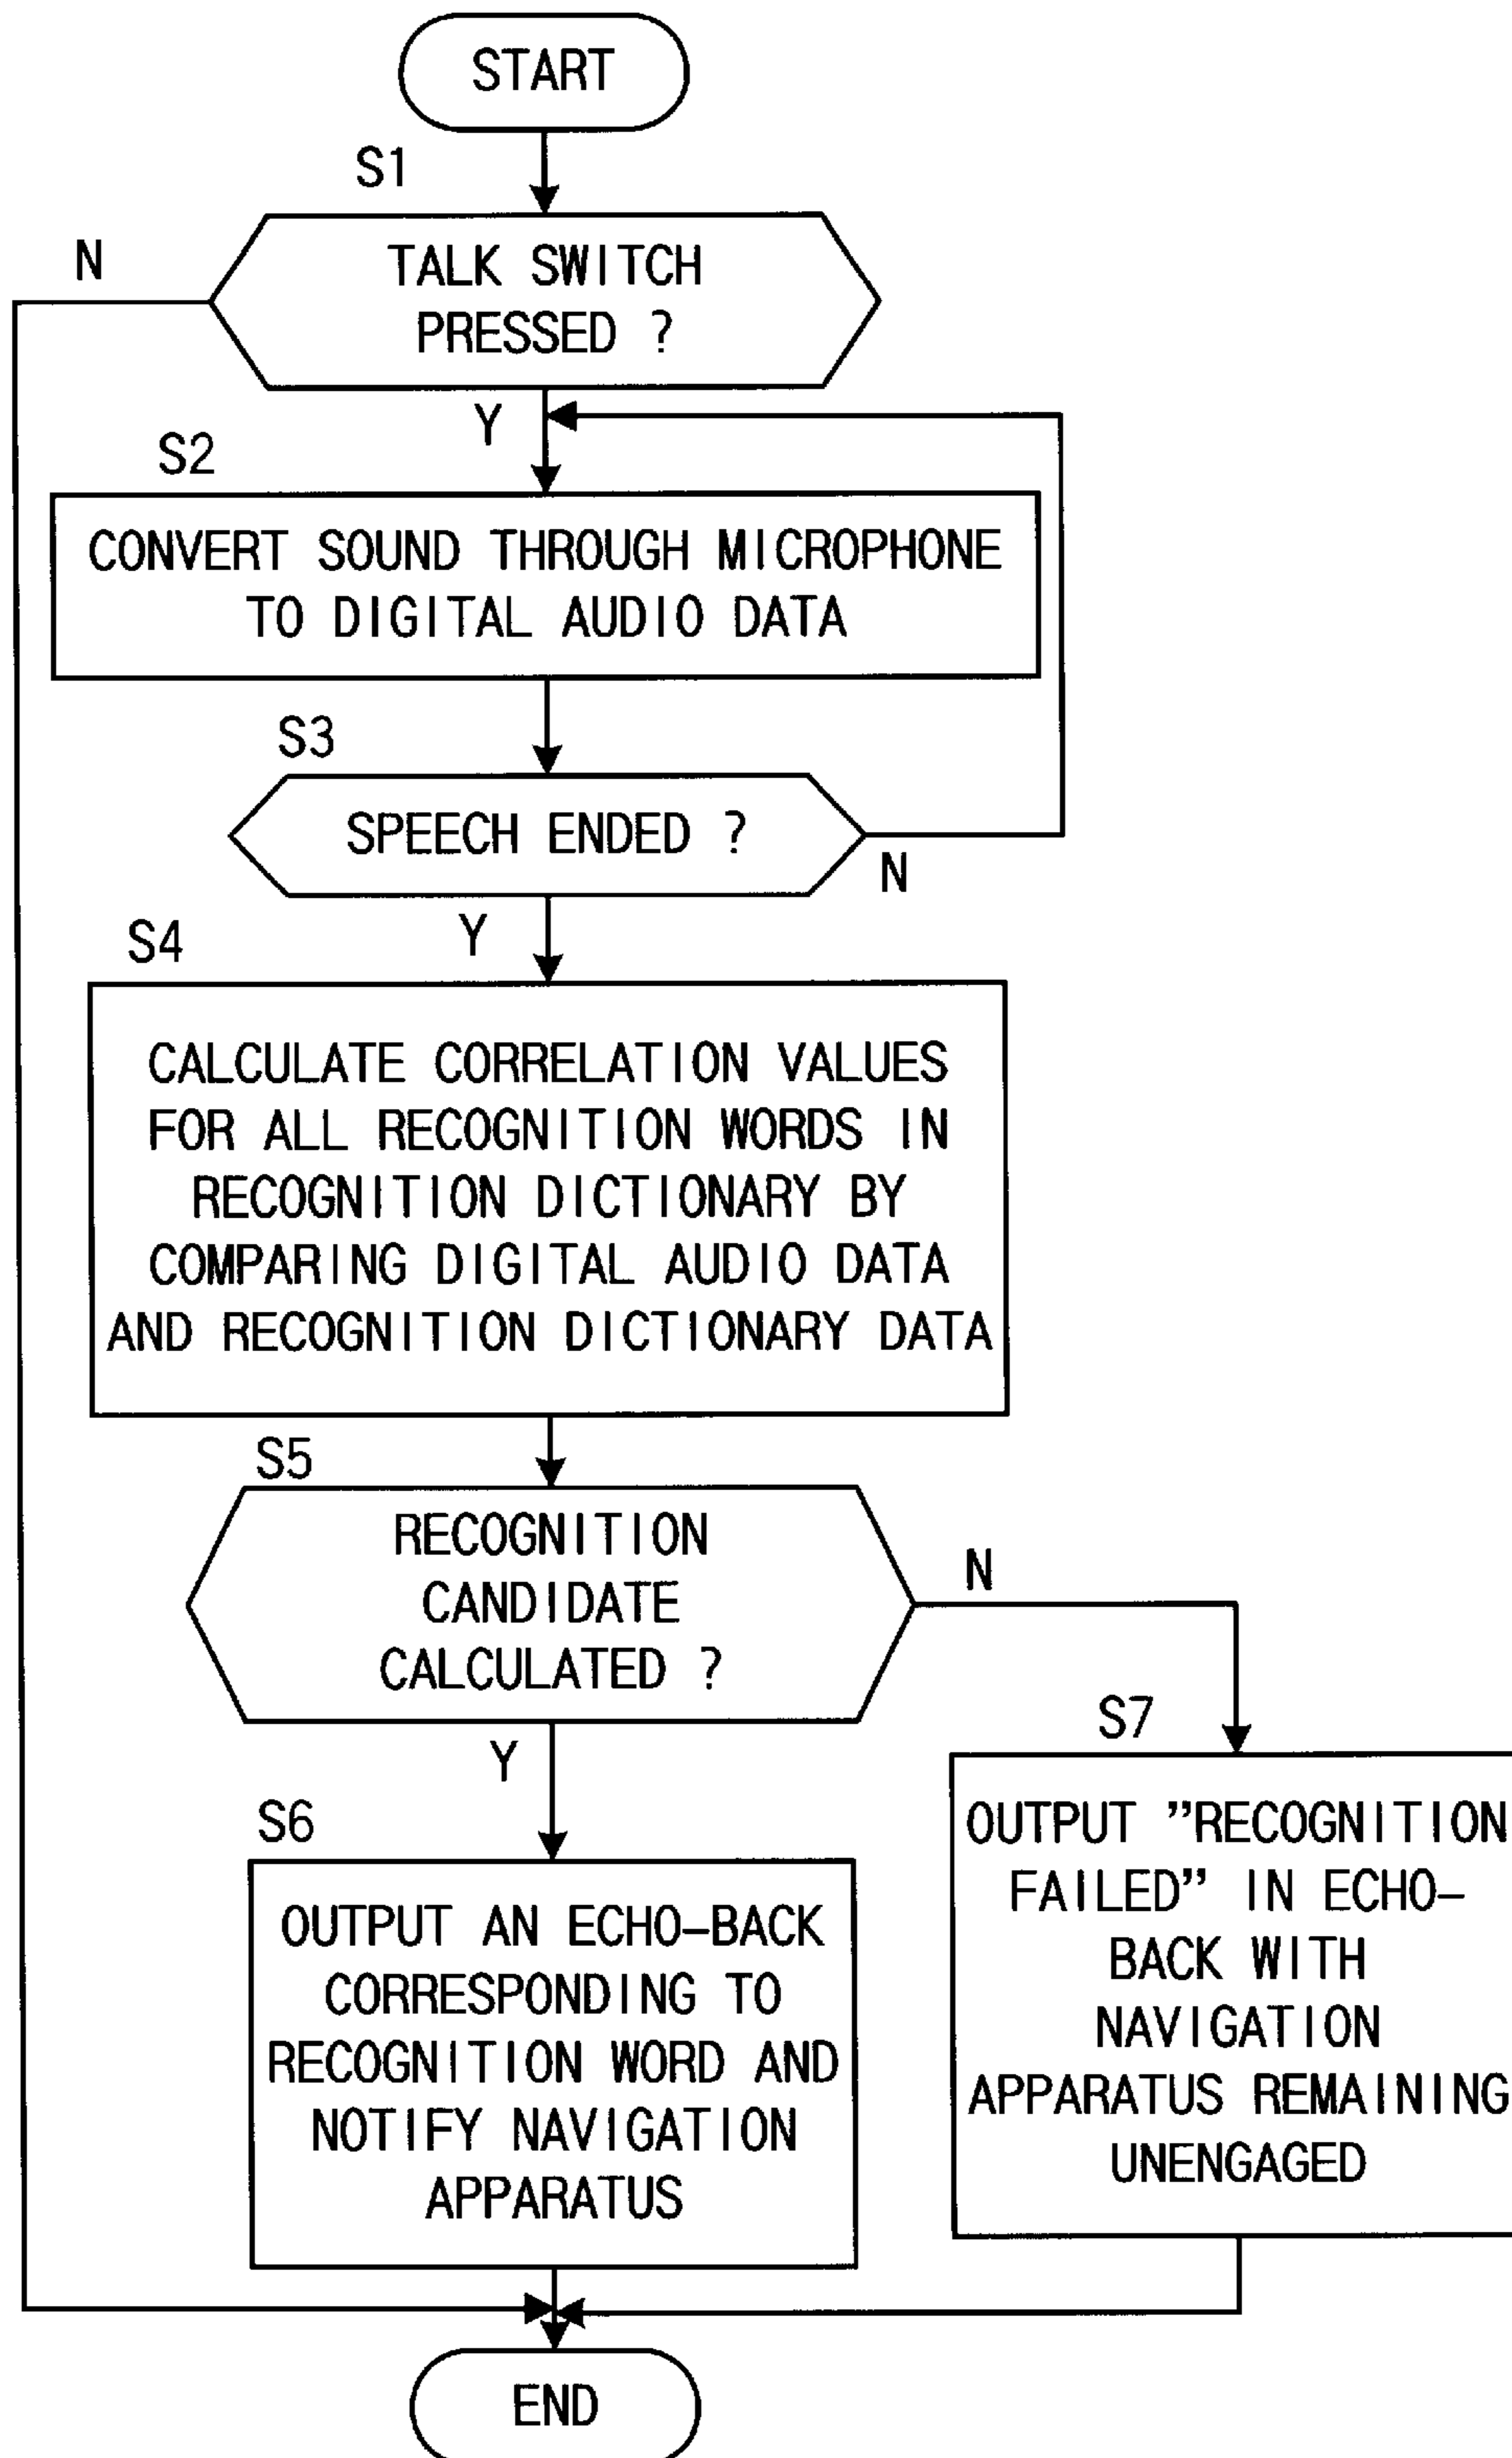 START
S1
N
TALK SWITCH
PRESSED ?
Y
S2
CONVERT SOUND THROUGH MICROPHONE
TO DIGITAL AUDIO DATA
S3
SPEECH ENDED ?
N
Y
S4
CALCULATE CORRELATION VALUES
FOR ALL RECOGNITION WORDS IN
RECOGNITION DICTIONARY BY
COMPARING DIGITAL AUDIO DATA
AND RECOGNITION DICTIONARY DATA
S5
RECOGNITION
CANDIDATE
CALCULATED ?
N
Y
S6
OUTPUT AN ECHO-BACK
CORRESPONDING TO
RECOGNITION WORD AND
NOTIFY NAVIGATION
APPARATUS
S7
OUTPUT ”RECOGNITION
FAILED” IN ECHO-
BACK WITH
NAVIGATION
APPARATUS REMAINING
UNENGAGED
END